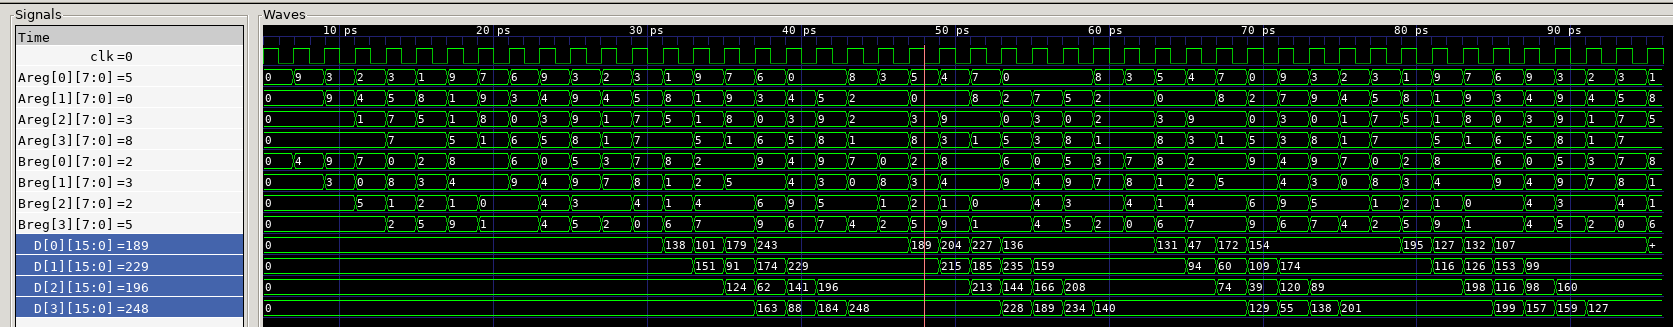 Signals Waves
Time 10 ps 20 ps 30 ps 40 ps 50 ps 60 ps 70 ps 80 ps 90 ps
clk=0
Areg[0][7:0]=5 0 9 3 2 3 1 9 7 6 9 3 2 3 1 9 7 6 0 8 3 5 4 7 0 8 3 5 4 7 0 9 3 2 3 1 9 7 6 9 3 2 3 1
Areg[1][7:0]=0 0 9 4 5 8 1 9 3 4 9 4 5 8 1 9 3 4 5 2 0 8 2 7 5 2 0 8 2 7 9 4 5 8 1 9 3 4 9 4 5 8
Areg[2][7:0]=3 0 1 7 5 1 8 0 3 9 1 7 5 1 8 0 3 9 2 3 9 0 3 0 2 3 9 0 3 0 1 7 5 1 8 0 3 9 1 7 5
Areg[3][7:0]=8 0 7 5 1 6 5 8 1 7 5 1 6 5 8 1 8 3 1 5 3 8 1 8 3 1 5 3 8 1 7 5 1 6 5 8 1 7
Breg[0][7:0]=2 0 4 9 7 0 2 8 6 0 5 3 7 8 2 9 4 9 7 0 2 8 6 0 5 3 7 8 2 9 4 9 7 0 2 8 6 0 5 3 7 8
Breg[1][7:0]=3 0 3 0 8 3 4 9 4 9 7 8 1 2 5 4 3 0 8 3 4 9 4 9 7 8 1 2 5 4 3 0 8 3 4 9 4 9 7 8 1
Breg[2][7:0]=2 0 5 1 2 1 0 4 3 4 1 4 6 9 5 1 2 1 0 4 3 4 1 4 6 9 5 1 2 1 0 4 3 4 1
Breg[3][7:0]=5 0 2 5 9 1 4 5 2 0 6 7 9 6 7 4 2 5 9 1 4 5 2 0 6 7 9 6 7 4 2 5 9 1 4 5 2 0 6
D[0][15:0]=189 0 138 101 179 243 189 204 227 136 131 47 172 154 195 127 132 107 +
D[1][15:0]=229 0 151 91 174 229 215 185 235 159 94 60 109 174 116 126 153 99
D[2][15:0]=196 0 124 62 141 196 213 144 166 208 74 39 120 89 198 116 98 160
D[3][15:0]=248 0 163 88 184 248 228 189 234 140 129 55 138 201 199 157 159 127